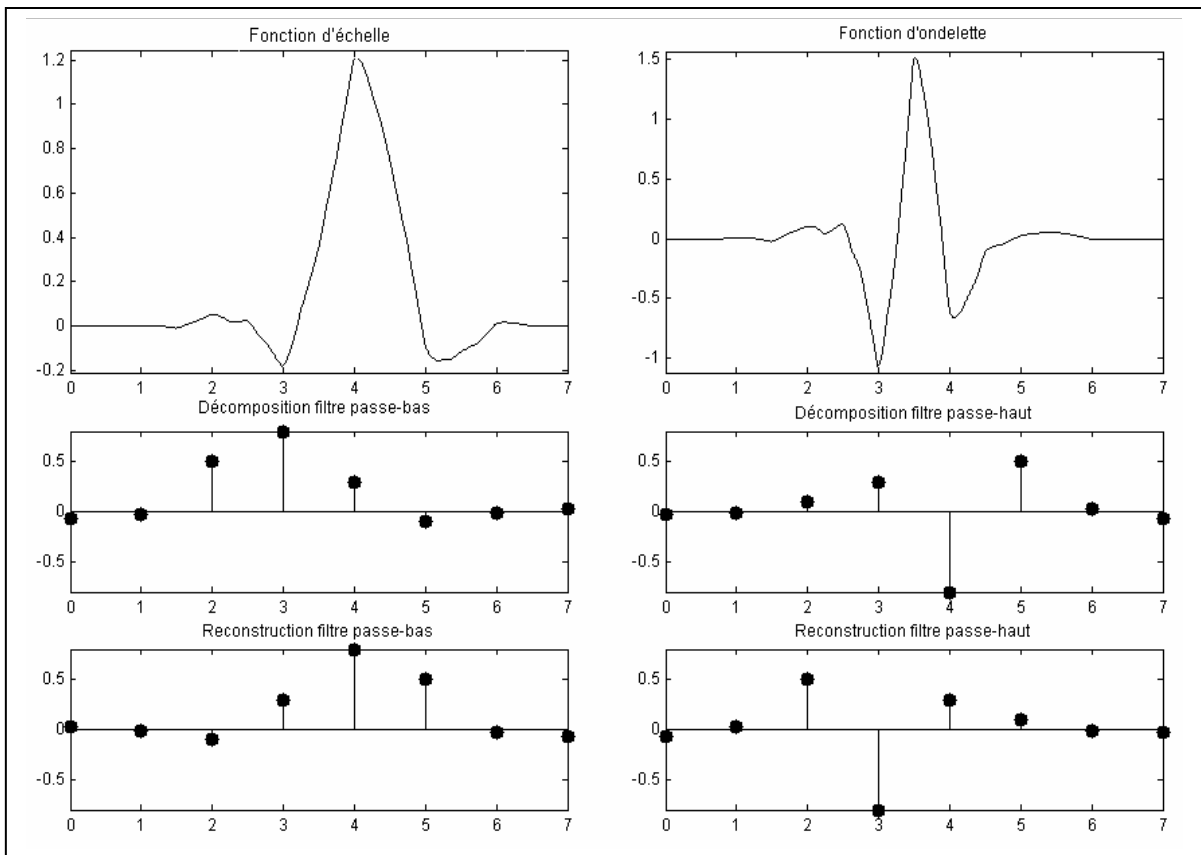 Fonction d'échelle
1.2
1
0.8
0.6
0.4
0.2
0
-0.2
0 1 2 3 4 5 6 7
Fonction d'ondelette
1.5
1
0.5
0
-0.5
-1
0 1 2 3 4 5 6 7
Décomposition filtre passe-bas
0.5
0
-0.5
0 1 2 3 4 5 6 7
Décomposition filtre passe-haut
0.5
0
-0.5
0 1 2 3 4 5 6 7
Reconstruction filtre passe-bas
0.5
0
-0.5
0 1 2 3 4 5 6 7
Reconstruction filtre passe-haut
0.5
0
-0.5
0 1 2 3 4 5 6 7